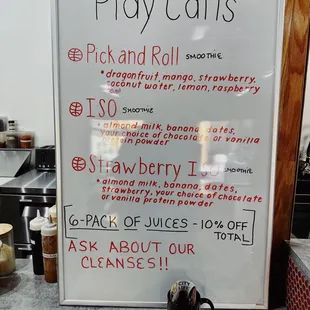 Play Calls
Pick and Roll SMOOTHIE
• dragonfruit, mango, strawberry,
coconut water, lemon, raspberry
ISO SMOOTHIE
• almond milk, banana, dates,
your choice of chocolate or vanilla
protein powder
Strawberry Iso SMOOTHIE
• almond milk, banana, dates,
strawberry, your choice of chocolate
or vanilla protein powder
6-PACK OF JUICES - 10% OFF
TOTAL
ASK ABOUT OUR
CLEANSES!!
CITY